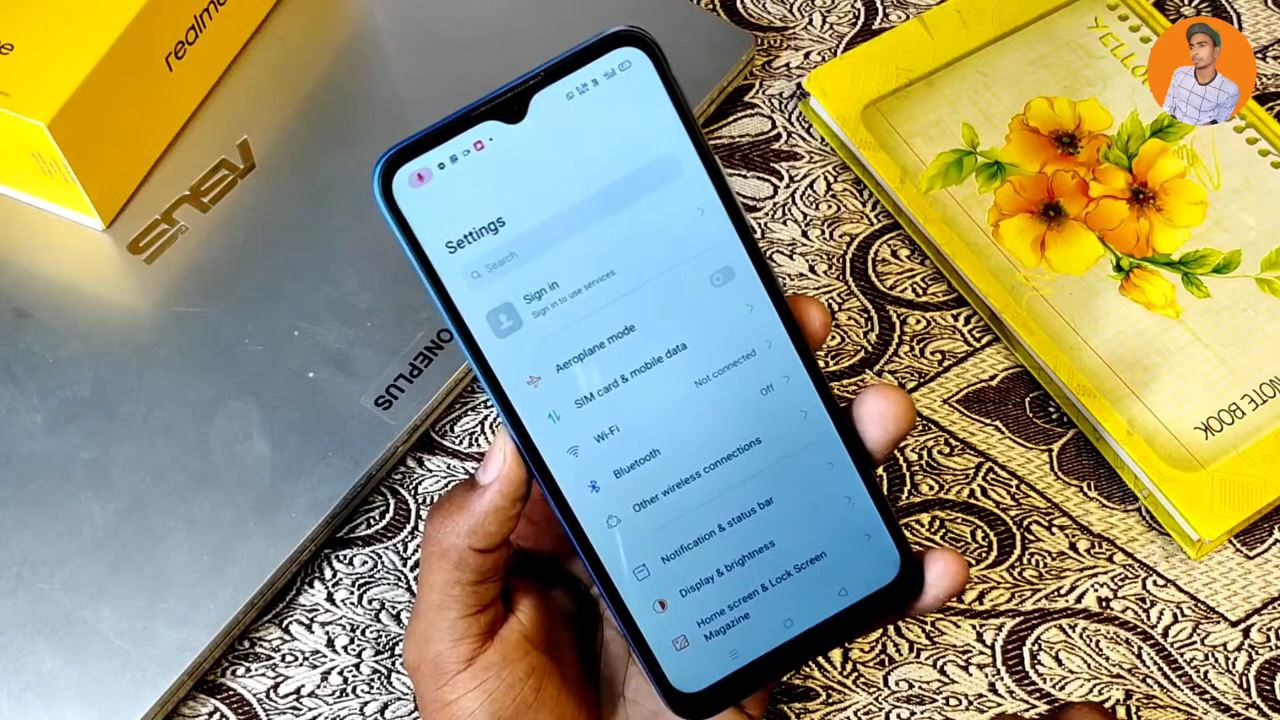 realme
ASUS
ONEPLUS
Settings
Search
Sign in
Sign in to use services.
Aeroplane mode
SIM card & mobile data
Wi-Fi
Not connected
Bluetooth
Off
Other wireless connections
Notification & status bar
Display & brightness
Home screen & Lock Screen
Magazine
YELLO
NOTE BOOK